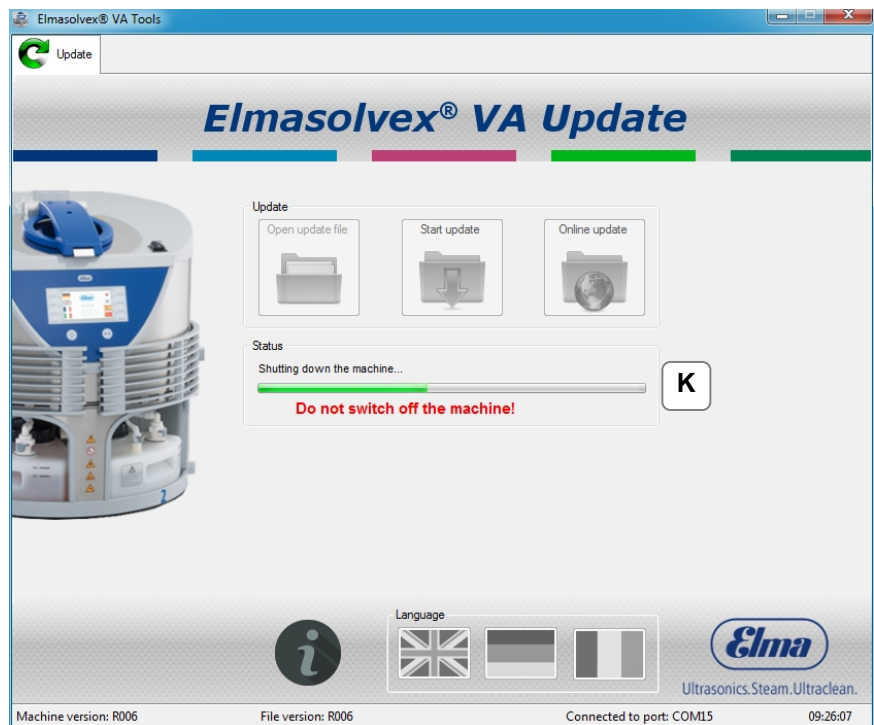 Elmasolvex® VA Tools
Update
Elmasolvex® VA Update
Update
Open update file
Start update
Online update
Status
Shutting down the machine...
Do not switch off the machine!
K
Elma
2
Language
i
Elma
Ultrasonics.Steam.Ultraclean.
Machine version: R006
File version: R006
Connected to port: COM15
09:26:07